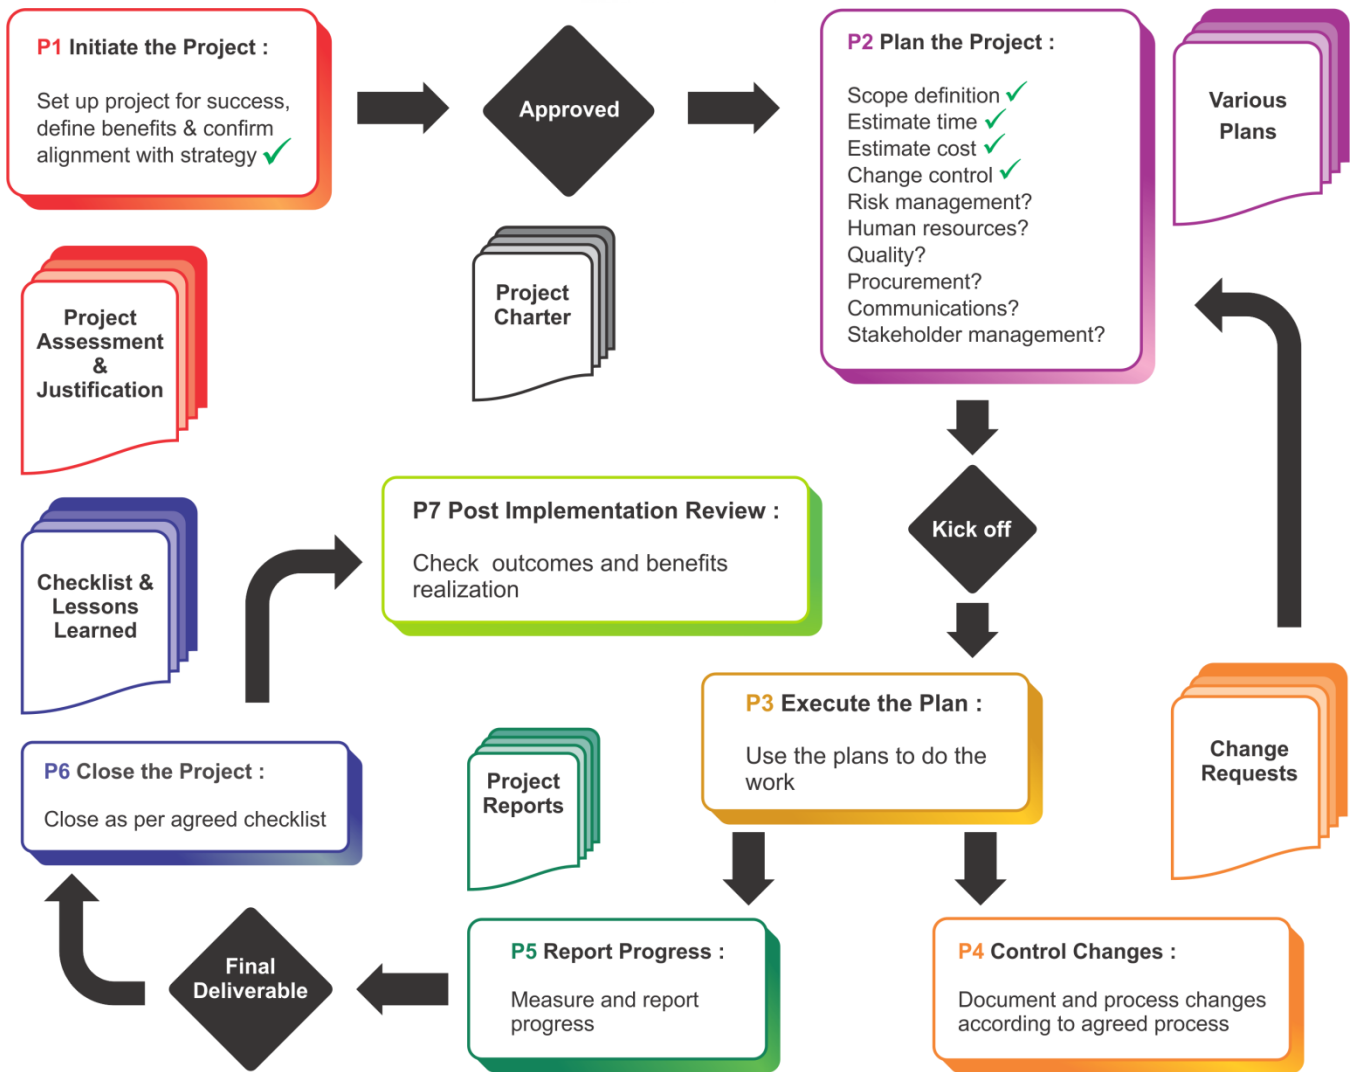 P1 Initiate the Project :
Set up project for success,
define benefits & confirm
alignment with strategy ✓
Approved
P2 Plan the Project :
Scope definition ✓
Estimate time ✓
Estimate cost ✓
Change control ✓
Risk management?
Human resources?
Quality?
Procurement?
Communications?
Stakeholder management?
Various
Plans
Project
Assessment
&
Justification
Project
Charter
Checklist &
Lessons
Learned
P7 Post Implementation Review :
Check outcomes and benefits
realization
Kick off
P3 Execute the Plan :
Use the plans to do the
work
Change
Requests
P6 Close the Project :
Close as per agreed checklist
Project
Reports
Final
Deliverable
P5 Report Progress :
Measure and report
progress
P4 Control Changes :
Document and process changes
according to agreed process